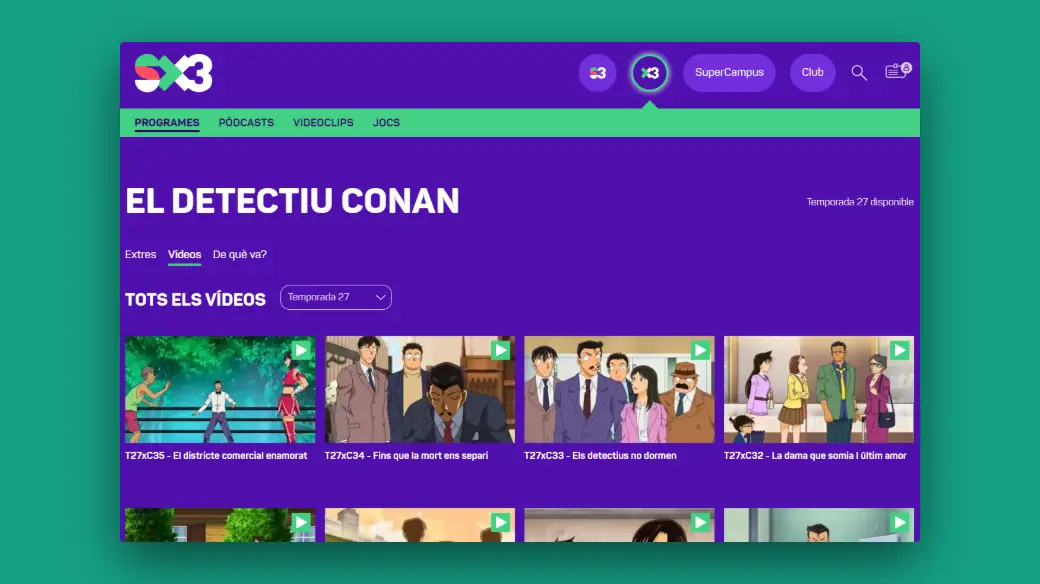 SX3
S3
X3
SuperCampus
Club
PROGRAMES
PÒDCASTS
VIDEOCLIPS
JOCS
EL DETECTIU CONAN
Temporada 27 disponible
Extres
Vídeos
De què va?
TOTS ELS VÍDEOS
Temporada 27
T27xC35 - El districte comercial enamorat
T27xC34 - Fins que la mort ens separi
T27xC33 - Els detectius no dormen
T27xC32 - La dama que somia l últim amor